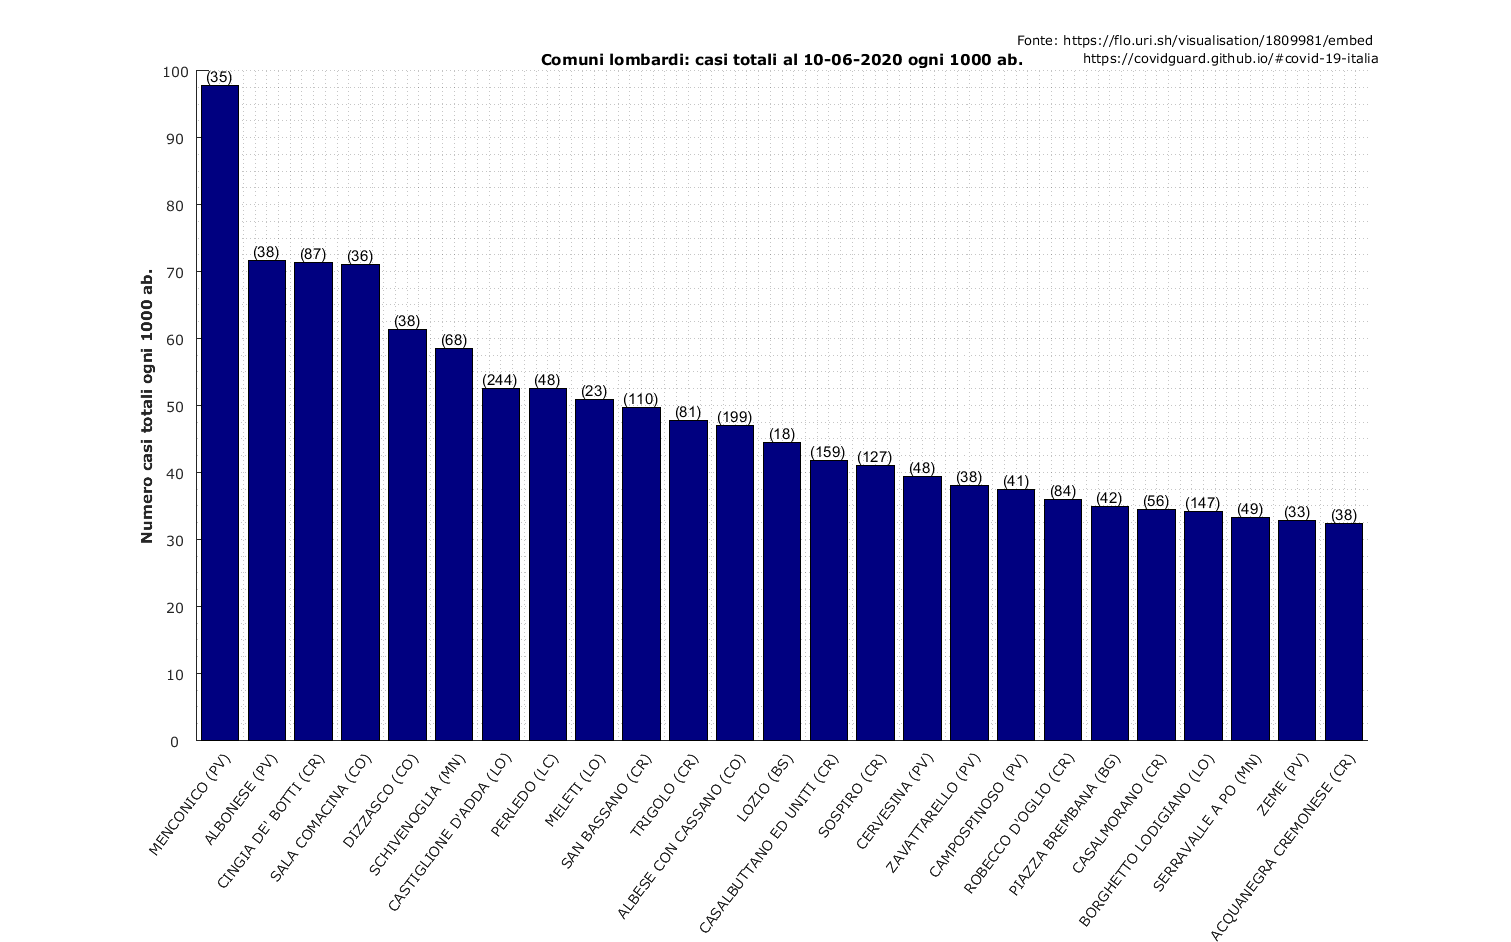 Fonte: https://flo.uri.sh/visualisation/1809981/embed
https://covidguard.github.io/#covid-19-italia
Comuni lombardi: casi totali al 10-06-2020 ogni 1000 ab.
Numero casi totali ogni 1000 ab.
100
90
80
70
60
50
40
30
20
10
0
(35)
(38)
(87)
(36)
(38)
(68)
(244)
(48)
(23)
(110)
(81)
(199)
(18)
(159)
(127)
(48)
(38)
(41)
(84)
(42)
(56)
(147)
(49)
(33)
(38)
MENCONICO (PV)
ALBONESE (PV)
CINGIA DE' BOTTI (CR)
SALA COMACINA (CO)
DIZZASCO (CO)
SCHIVENOGLIA (MN)
CASTIGLIONE D'ADDA (LO)
PERLEDO (LC)
MELETI (LO)
SAN BASSANO (CR)
TRIGOLO (CR)
ALBESE CON CASSANO (CO)
LOZIO (BS)
CASALBUTTANO ED UNITI (CR)
SOSPIRO (CR)
CERVESINA (PV)
ZAVATTARELLO (PV)
CAMPOSPINOSO (PV)
ROBECCO D'OGLIO (CR)
PIAZZA BREMBANA (BG)
CASALMORANO (CR)
BORGHETTO LODIGIANO (LO)
SERRAVALLE A PO (MN)
ZEME (PV)
ACQUANEGRA CREMONESE (CR)